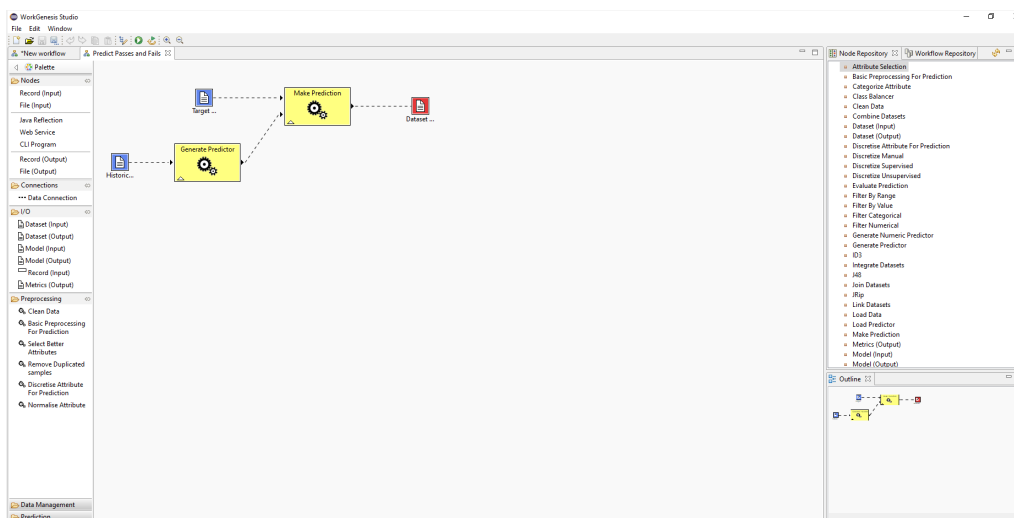 WorkGenesis Studio
File Edit Window
*New workflow
Predict Passes and Fails
Palette
Nodes
Record (Input)
File (Input)
Java Reflection
Web Service
CLI Program
Record (Output)
File (Output)
Connections
Data Connection
I/O
Dataset (Input)
Dataset (Output)
Model (Input)
Model (Output)
Record (Input)
Metrics (Output)
Preprocessing
Clean Data
Basic Preprocessing
For Prediction
Select Better
Attributes
Remove Duplicated
samples
Discretise Attribute
For Prediction
Normalise Attribute
Data Management
Prediction
Target ...
Make Prediction
Dataset ...
Historic...
Generate Predictor
Node Repository
Workflow Repository
Attribute Selection
Basic Preprocessing For Prediction
Categorize Attribute
Class Balancer
Clean Data
Combine Datasets
Dataset (Input)
Dataset (Output)
Discretise Attribute For Prediction
Discretize Manual
Discretize Supervised
Discretize Unsupervised
Evaluate Prediction
Filter By Range
Filter By Value
Filter Categorical
Filter Numerical
Generate Numeric Predictor
Generate Predictor
ID3
Integrate Datasets
J48
Join Datasets
JRip
Link Datasets
Load Data
Load Predictor
Make Prediction
Metrics (Output)
Model (Input)
Model (Output)
Outline